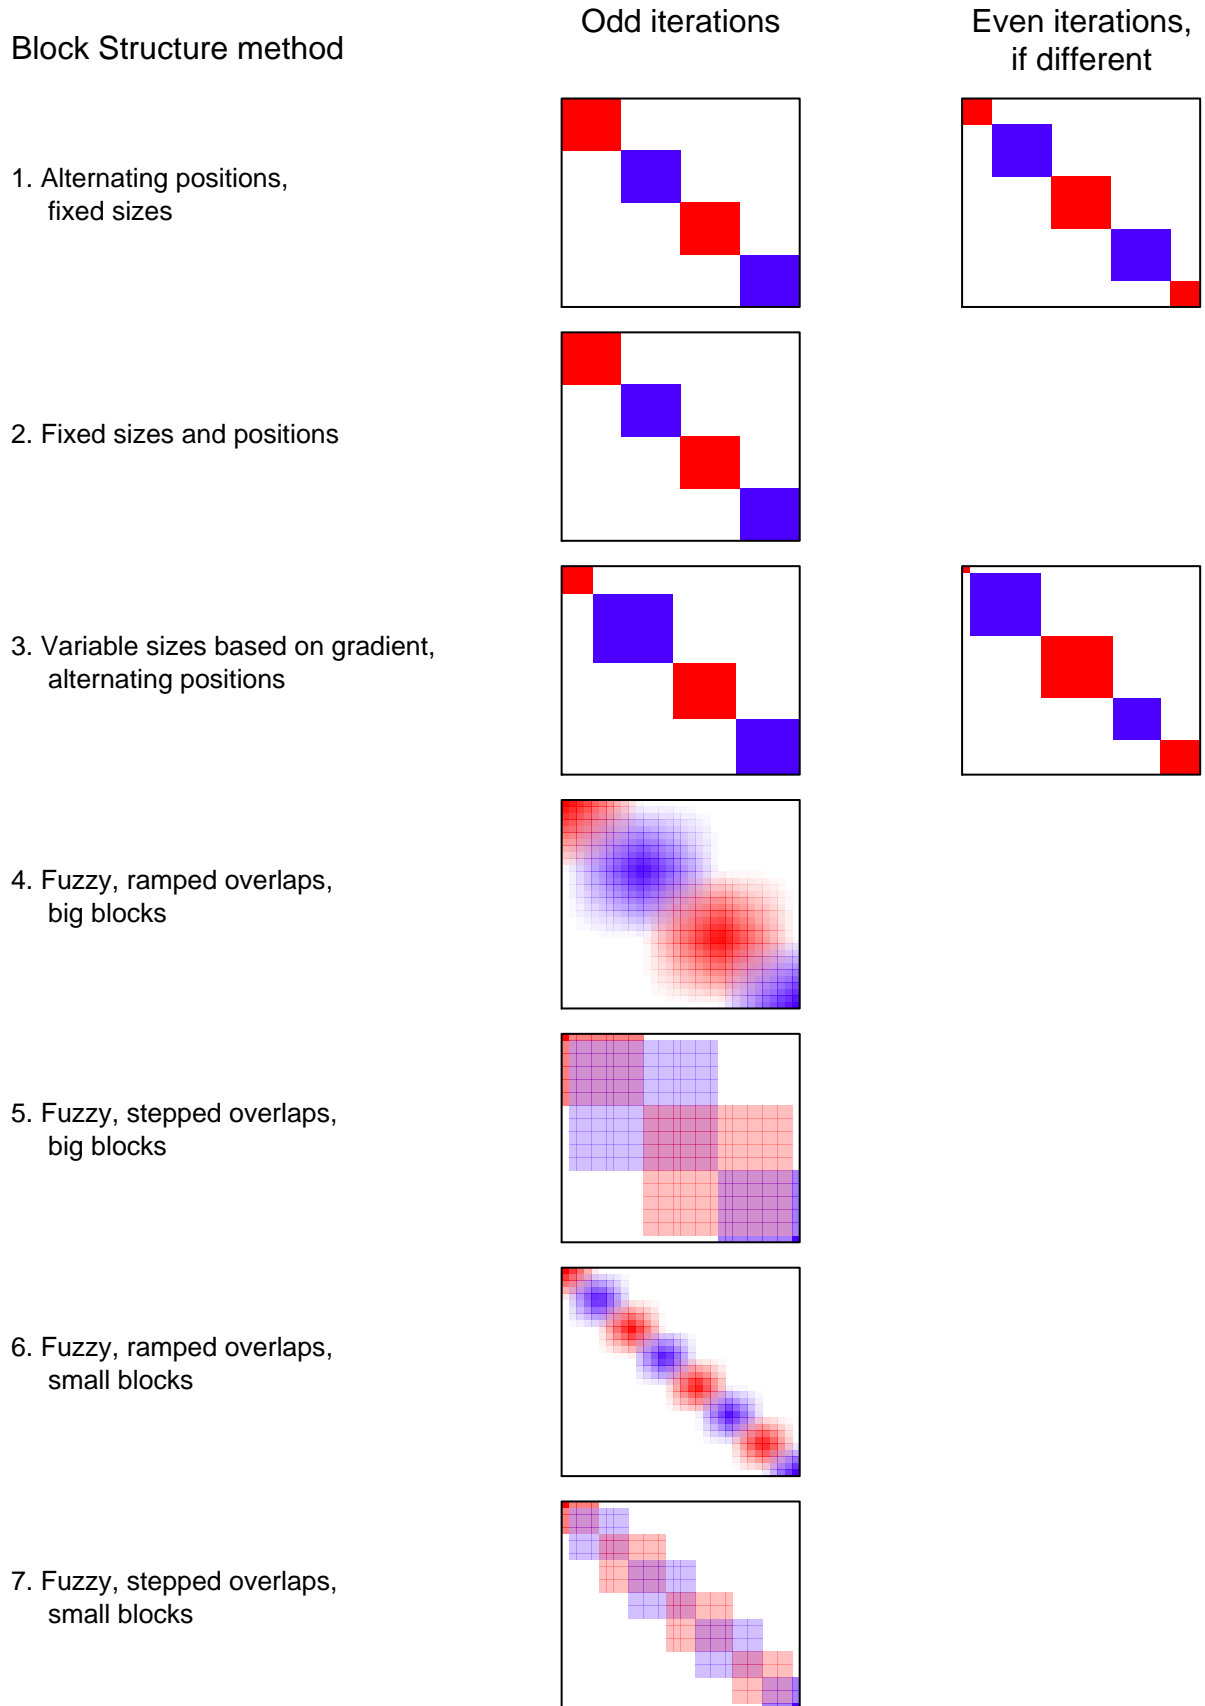 Block Structure method
Odd iterations
Even iterations,
if different
1. Alternating positions,
fixed sizes
2. Fixed sizes and positions
3. Variable sizes based on gradient,
alternating positions
4. Fuzzy, ramped overlaps,
big blocks
5. Fuzzy, stepped overlaps,
big blocks
6. Fuzzy, ramped overlaps,
small blocks
7. Fuzzy, stepped overlaps,
small blocks